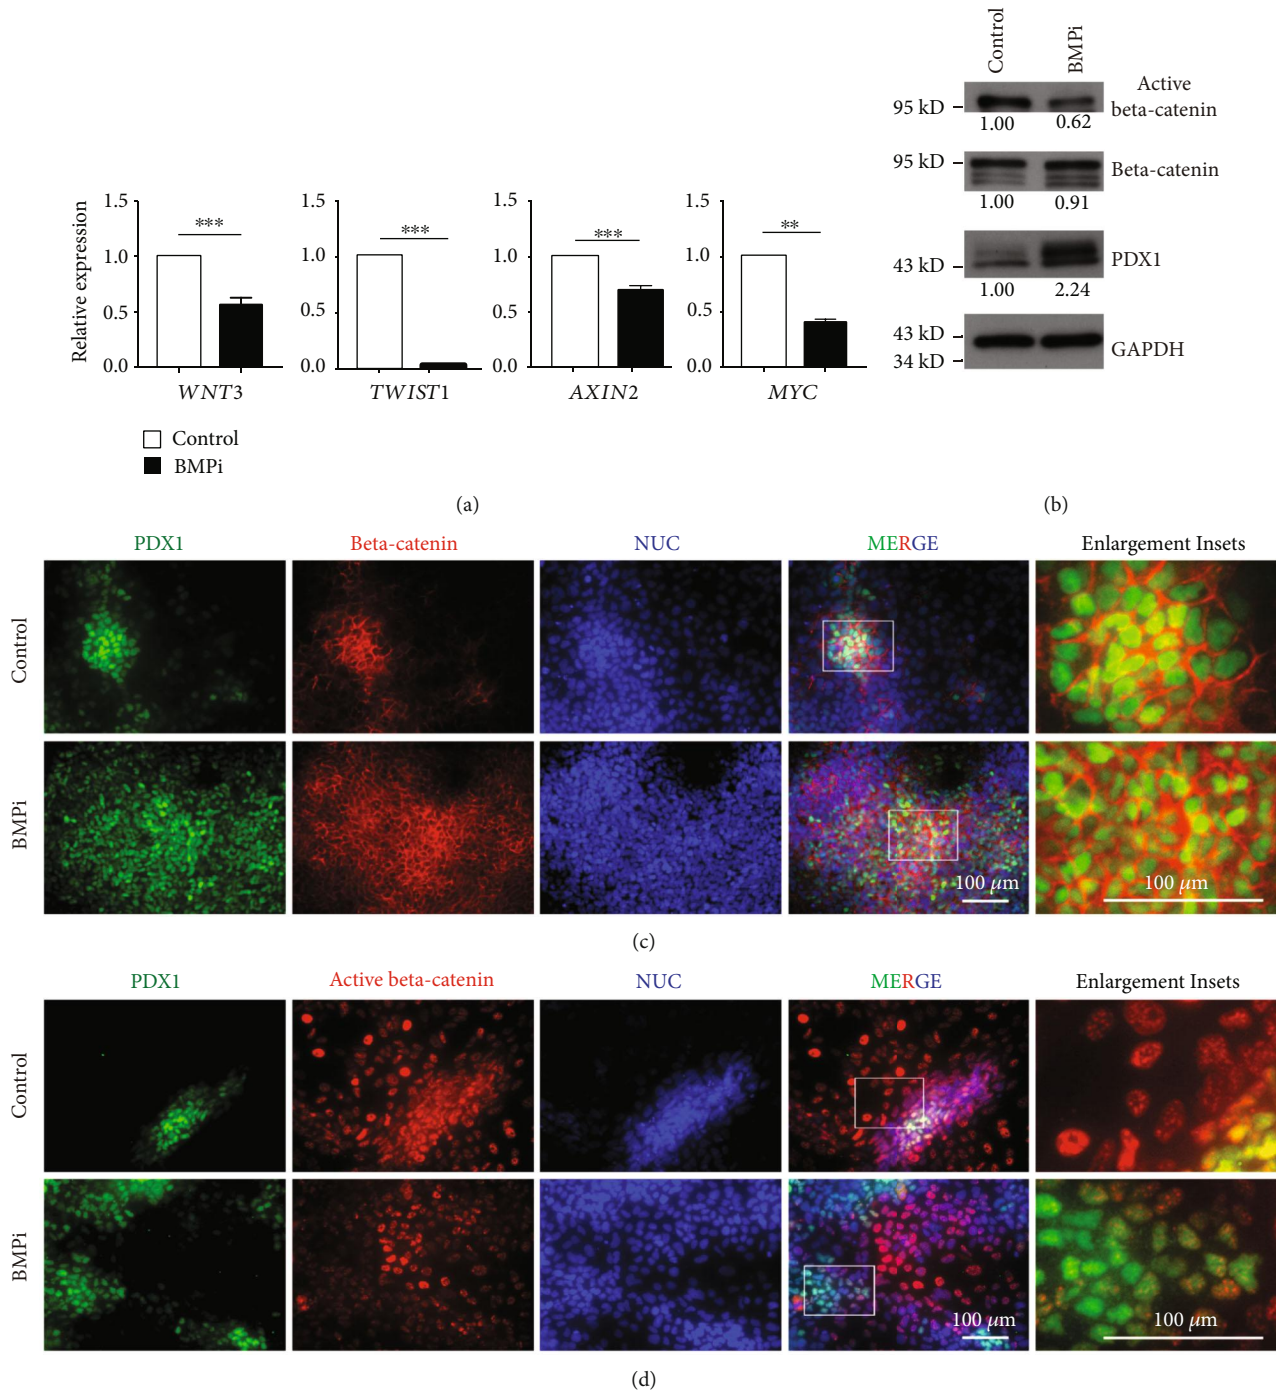 Control
BMPi
95 kD
1.00
0.62
Active
beta-catenin
95 kD
1.00
0.91
Beta-catenin
43 kD
1.00
2.24
PDX1
43 kD
34 kD
GAPDH
Relative expression
1.5
1.0
0.5
0.0
***
WNT3
1.5
1.0
0.5
0.0
***
TWIST1
1.5
1.0
0.5
0.0
***
AXIN2
1.5
1.0
0.5
0.0
**
MYC
Control
BMPi
(a)
(b)
PDX1
Beta-catenin
NUC
MERGE
Enlargement Insets
Control
BMPi
100 µm
100 µm
(c)
PDX1
Active beta-catenin
NUC
MERGE
Enlargement Insets
Control
BMPi
100 µm
100 µm
(d)